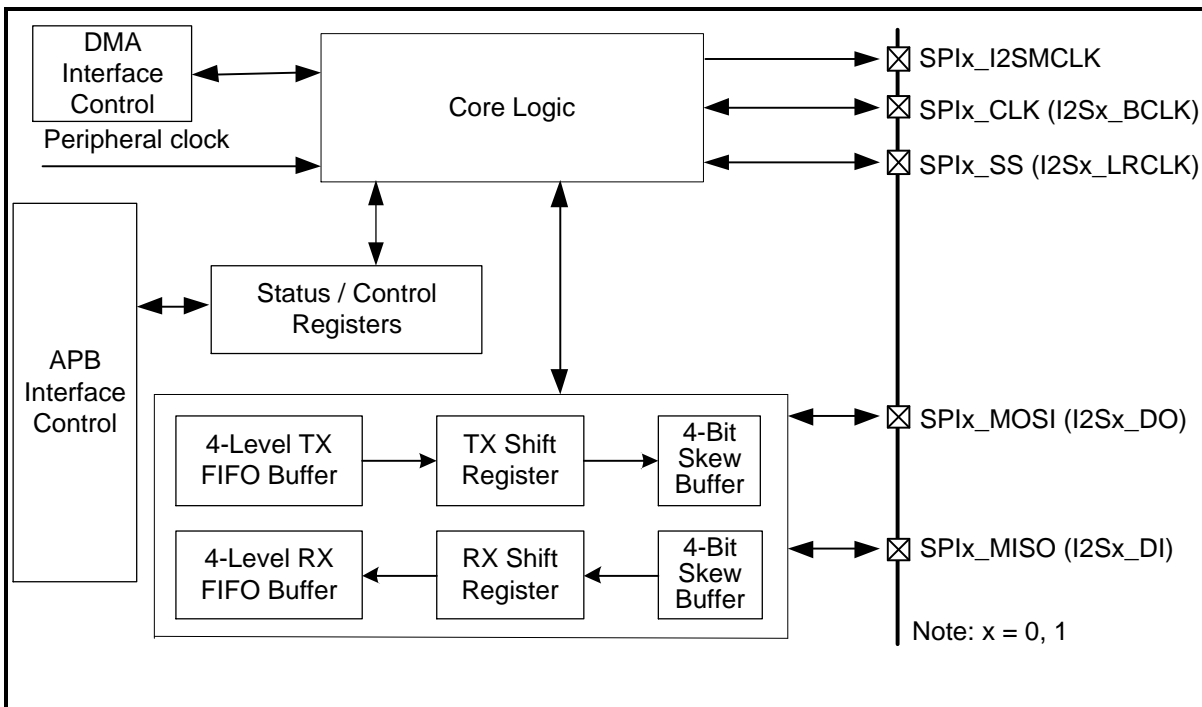 DMA
Interface
Control
Peripheral clock
Core Logic
SPIx_I2SMCLK
SPIx_CLK (I2Sx_BCLK)
SPIx_SS (I2Sx_LRCLK)
APB
Interface
Control
Status / Control
Registers
4-Level TX
FIFO Buffer
TX Shift
Register
4-Bit
Skew
Buffer
4-Level RX
FIFO Buffer
RX Shift
Register
4-Bit
Skew
Buffer
SPIx_MOSI (I2Sx_DO)
SPIx_MISO (I2Sx_DI)
Note: x = 0, 1